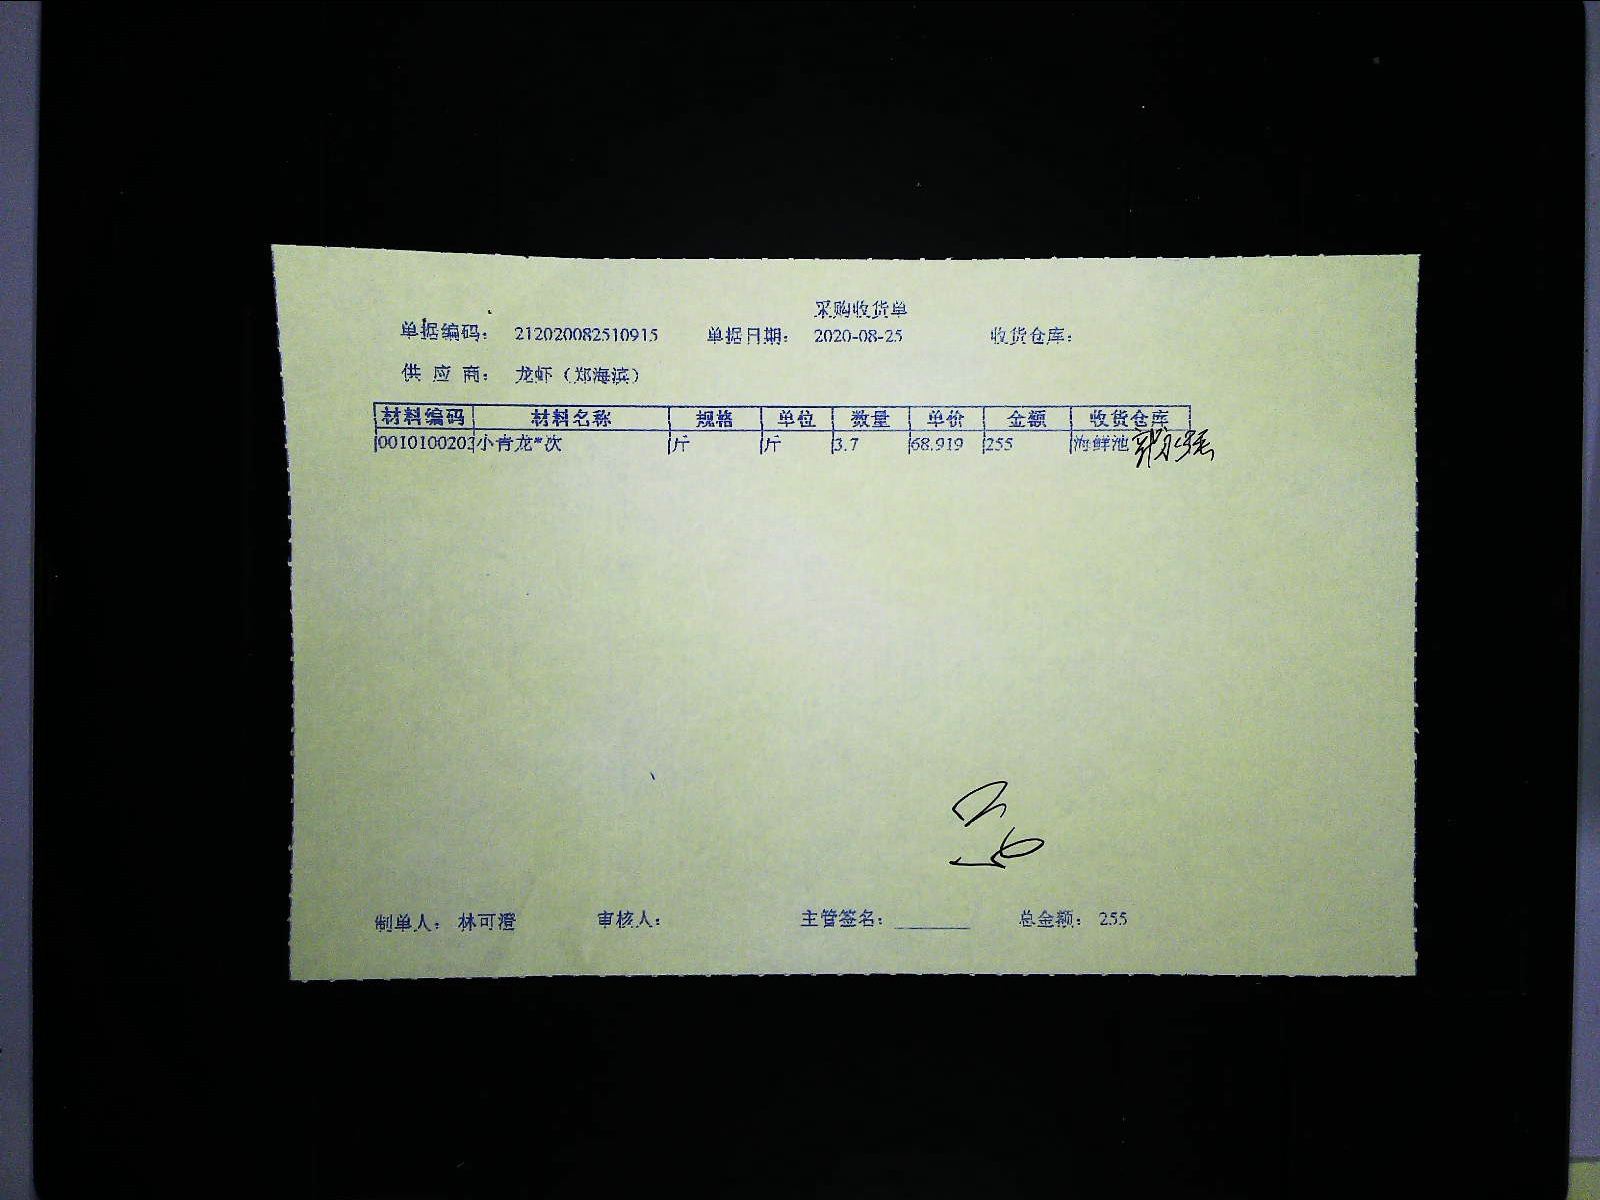 采购收货单
单据编码： 212020082510915 单据日期： 2020-08-25 收货仓库：
供 应 商： 龙虾（郑海滨）
材料编码 材料名称 规格 单位 数量 单价 金额 收货仓库
0010100203 小青龙*次 斤 斤 3.7 68.919 255 海鲜池
制单人： 林可澄 审核人： 主管签名： 总金额： 255